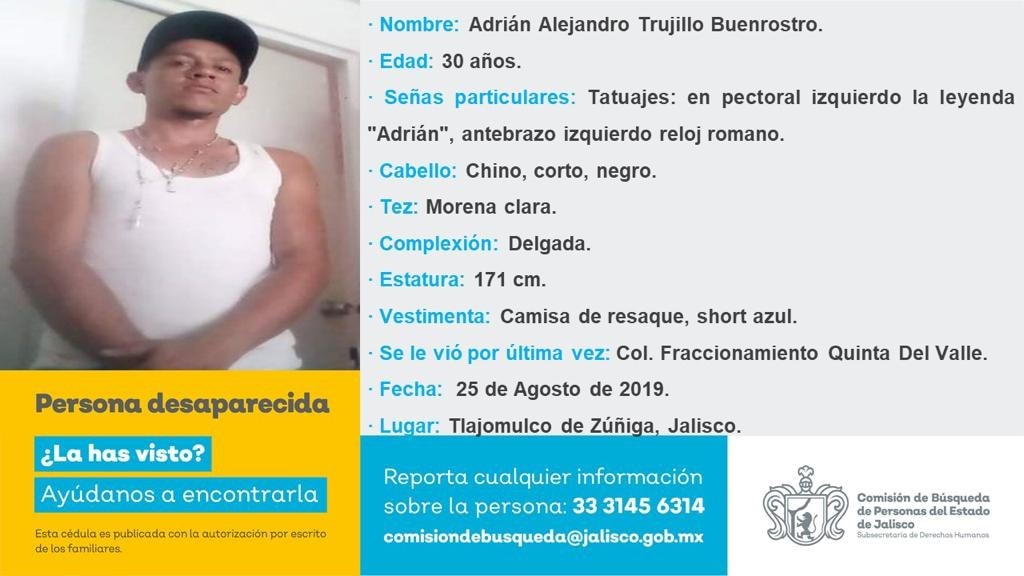 · Nombre: Adrián Alejandro Trujillo Buenrostro.
· Edad: 30 años.
· Señas particulares: Tatuajes: en pectoral izquierdo la leyenda
"Adrián", antebrazo izquierdo reloj romano.
· Cabello: Chino, corto, negro.
· Tez: Morena clara.
· Complexión: Delgada.
· Estatura: 171 cm.
· Vestimenta: Camisa de resaque, short azul.
· Se le vió por última vez: Col. Fraccionamiento Quinta Del Valle.
· Fecha: 25 de Agosto de 2019.
· Lugar: Tlajomulco de Zúñiga, Jalisco.
Persona desaparecida
¿La has visto?
Ayúdanos a encontrarla
Esta cédula es publicada con la autorización por escrito
de los familiares.
Reporta cualquier información
sobre la persona: 33 3145 6314
comisiondebusqueda@jalisco.gob.mx
Comisión de Búsqueda
de Personas del Estado
de Jalisco
Subsecretaría de Derechos Humanos